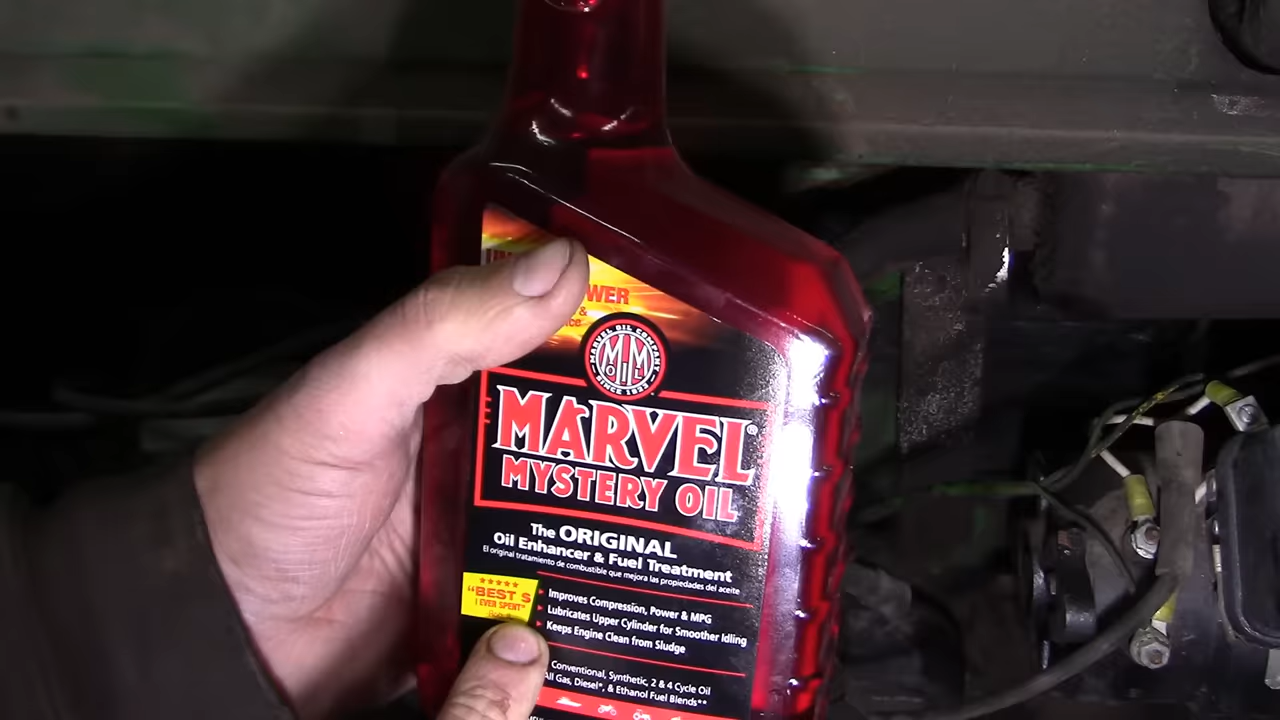 WER
&
MARVEL OIL COMPANY
MOIL
SINCE 1923
MARVEL®
MYSTERY OIL
The ORIGINAL
Oil Enhancer & Fuel Treatment
El original tratamiento de combustible que mejora las propiedades del aceite
"BEST $
I EVER SPENT"
Improves Compression, Power & MPG
Lubricates Upper Cylinder for Smoother Idling
Keeps Engine Clean from Sludge
Conventional, Synthetic, 2 & 4 Cycle Oil
All Gas, Diesel*, & Ethanol Fuel Blends**